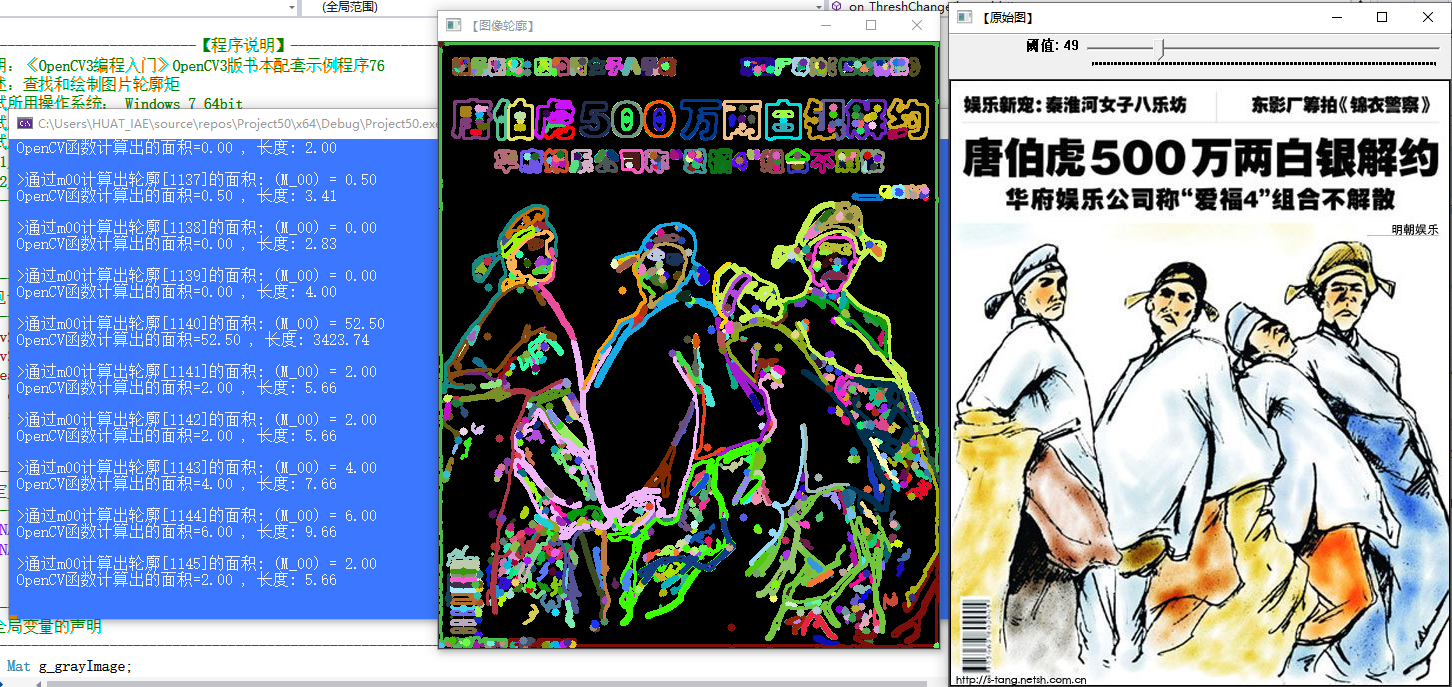 (全局范围)
on_ThreshChange
【程序说明】
明：《OpenCV3编程入门》OpenCV3版书本配套示例程序76
述：查找和绘制图片轮廓矩
试所用操作系统： Windows 7 64bit
C:\Users\HUAT_IAE\source\repos\Project50\x64\Debug\Project50.exe
OpenCV函数计算出的面积=0.00 , 长度: 2.00
>通过m00计算出轮廓[1137]的面积: (M_00) = 0.50
OpenCV函数计算出的面积=0.50 , 长度: 3.41
>通过m00计算出轮廓[1138]的面积: (M_00) = 0.00
OpenCV函数计算出的面积=0.00 , 长度: 2.83
>通过m00计算出轮廓[1139]的面积: (M_00) = 0.00
OpenCV函数计算出的面积=0.00 , 长度: 4.00
>通过m00计算出轮廓[1140]的面积: (M_00) = 52.50
OpenCV函数计算出的面积=52.50 , 长度: 3423.74
>通过m00计算出轮廓[1141]的面积: (M_00) = 2.00
OpenCV函数计算出的面积=2.00 , 长度: 5.66
>通过m00计算出轮廓[1142]的面积: (M_00) = 2.00
OpenCV函数计算出的面积=2.00 , 长度: 5.66
>通过m00计算出轮廓[1143]的面积: (M_00) = 4.00
OpenCV函数计算出的面积=4.00 , 长度: 7.66
>通过m00计算出轮廓[1144]的面积: (M_00) = 6.00
OpenCV函数计算出的面积=6.00 , 长度: 9.66
>通过m00计算出轮廓[1145]的面积: (M_00) = 2.00
OpenCV函数计算出的面积=2.00 , 长度: 5.66
全局变量的声明
Mat g_grayImage;
【图像轮廓】
唐伯虎500万两白银解约
【原始图】
阈值: 49
娱乐新宠：秦淮河女子八乐坊
东影厂筹拍《锦衣警察》
唐伯虎500万两白银解约
华府娱乐公司称“爱福4”组合不解散
明朝娱乐
http://s-tang.netsh.com.cn